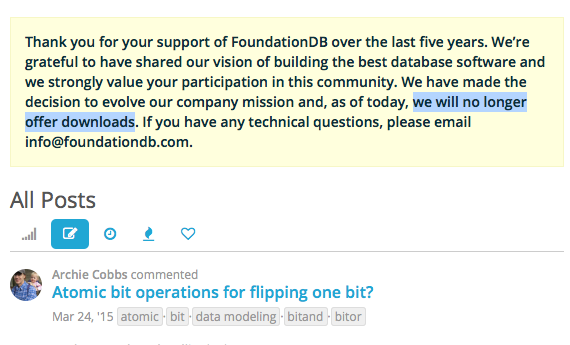 Thank you for your support of FoundationDB over the last five years. We’re
grateful to have shared our vision of building the best database software and
we strongly value your participation in this community. We have made the
decision to evolve our company mission and, as of today, we will no longer
offer downloads. If you have any technical questions, please email
info@foundationdb.com.
All Posts
Archie Cobbs commented
Atomic bit operations for flipping one bit?
Mar 24, '15 atomic · bit · data modeling · bitand · bitor